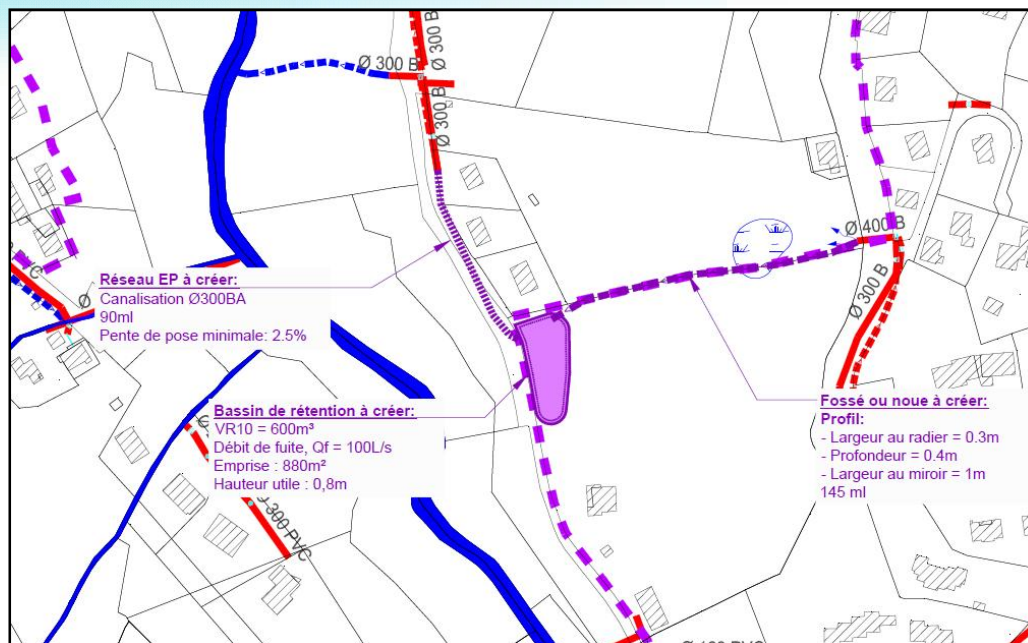 Ø 300 B
Ø 300 B
Ø 300 B
Ø 400 B
Ø 300 B
Réseau EP à créer:
Canalisation Ø300BA
90ml
Pente de pose minimale: 2.5%
Bassin de rétention à créer:
VR10 = 600m³
Débit de fuite, Qf = 100L/s
Emprise : 880m²
Hauteur utile : 0,8m
Fossé ou noue à créer:
Profil:
- Largeur au radier = 0.3m
- Profondeur = 0.4m
- Largeur au miroir = 1m
145 ml
Ø 300 PVC